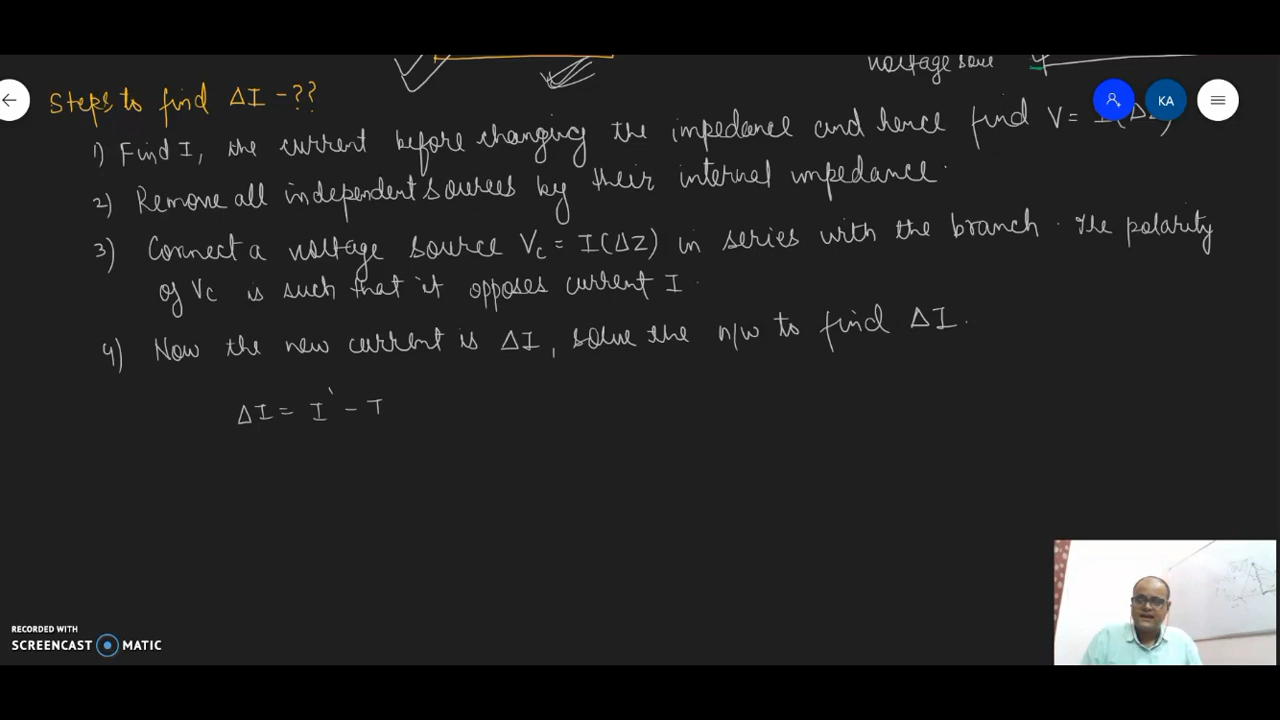 voltage soure
Steps to find ΔI -??
KA
1) Find I, the current before changing the impedance and hence find V = I(ΔZ)
2) Remove all independent sources by their internal impedance.
3) Connect a voltage source Vc = I(ΔZ) in series with the branch. The polarity
of Vc is such that it opposes current I.
4) Now the new current is ΔI, solve the n/w to find ΔI.
ΔI = I' - I
RECORDED WITH
SCREENCAST MATIC